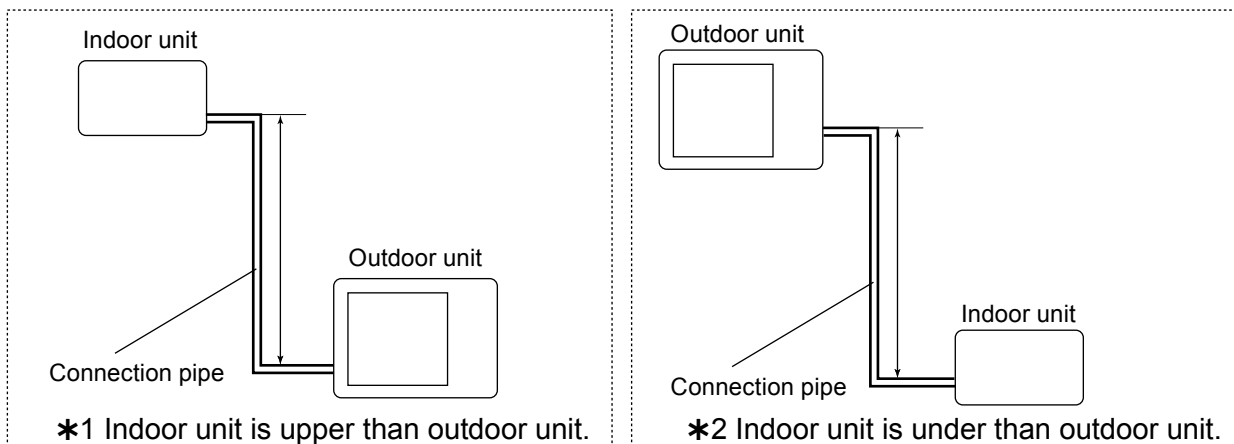 Indoor unit
Outdoor unit
Connection pipe
*1 Indoor unit is upper than outdoor unit.
Outdoor unit
Indoor unit
Connection pipe
*2 Indoor unit is under than outdoor unit.